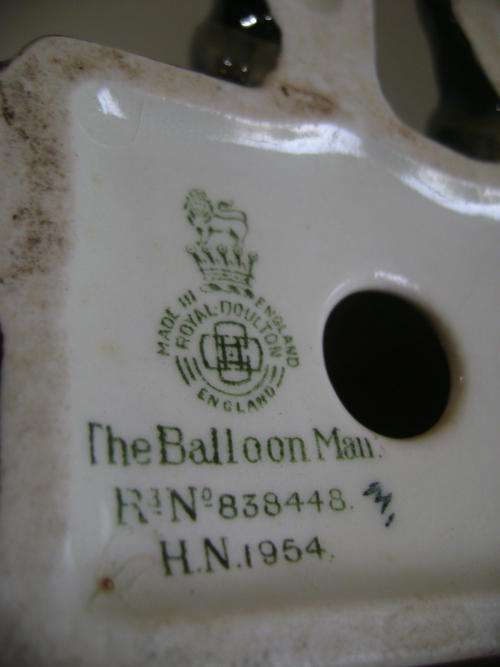 MADE IN ENGLAND
ROYAL·DOULTON
ENGLAND
The Balloon Man.
Rd No 838448.
H.N.1954.